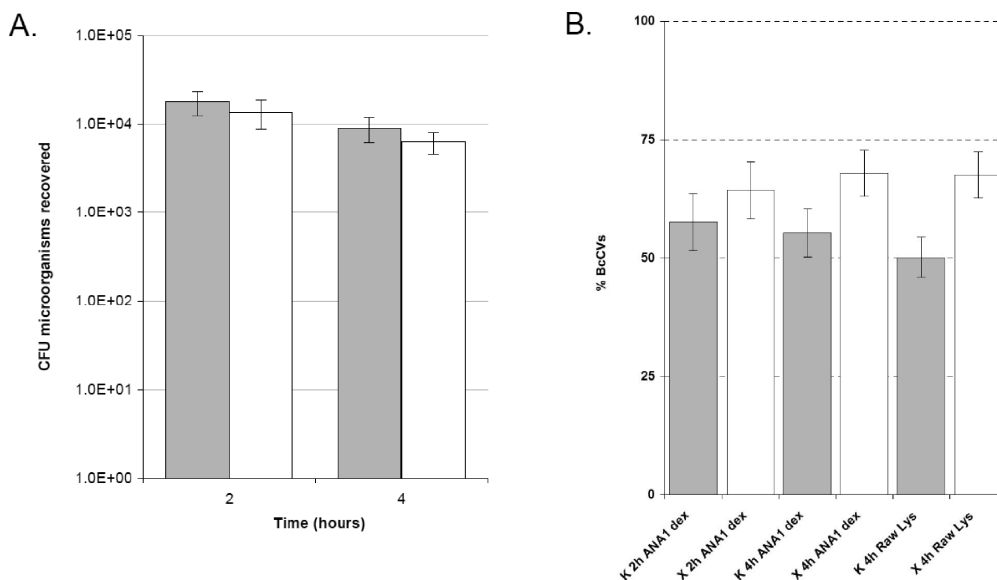 A.
1.0E+05
1.0E+04
1.0E+03
1.0E+02
1.0E+01
1.0E+00
CFU microorganisms recovered
2
4
Time (hours)
B.
100
75
50
25
0
% BcCVs
K 2h ANA1 dex
X 2h ANA1 dex
K 4h ANA1 dex
X 4h ANA1 dex
K 4h Raw Lys
X 4h Raw Lys